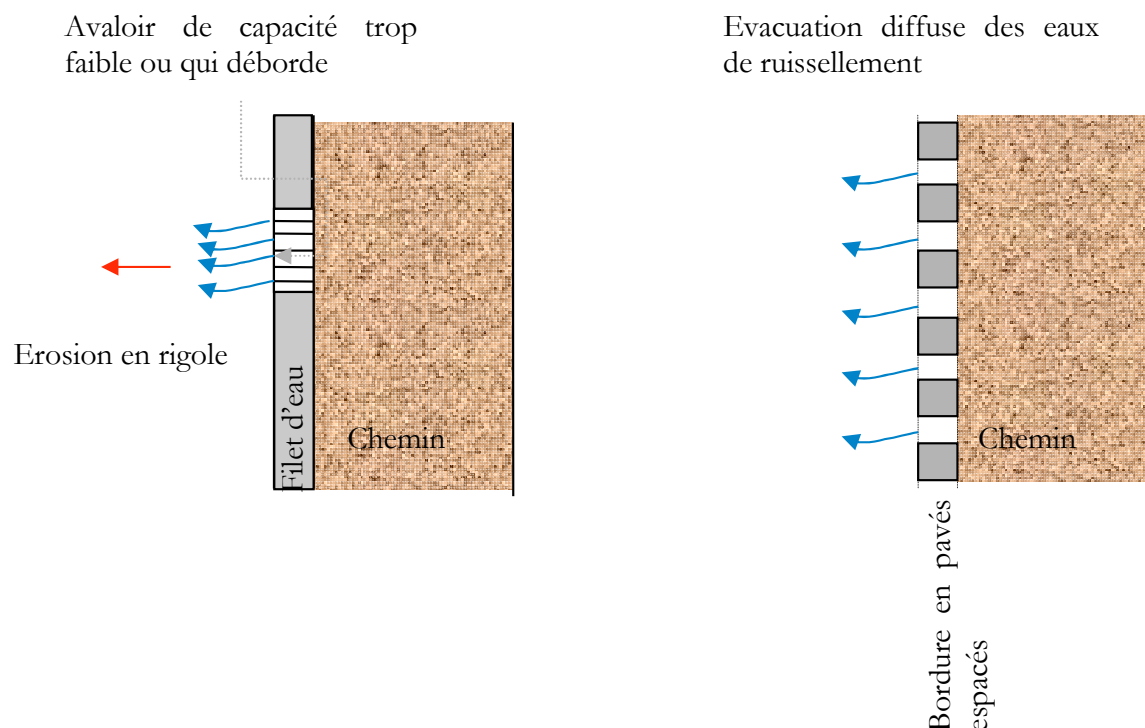 Avaloir de capacité trop
faible ou qui déborde
Evacuation diffuse des eaux
de ruissellement
Erosion en rigole
Filet d'eau
Chemin
Chemin
Bordure en pavés
espacés